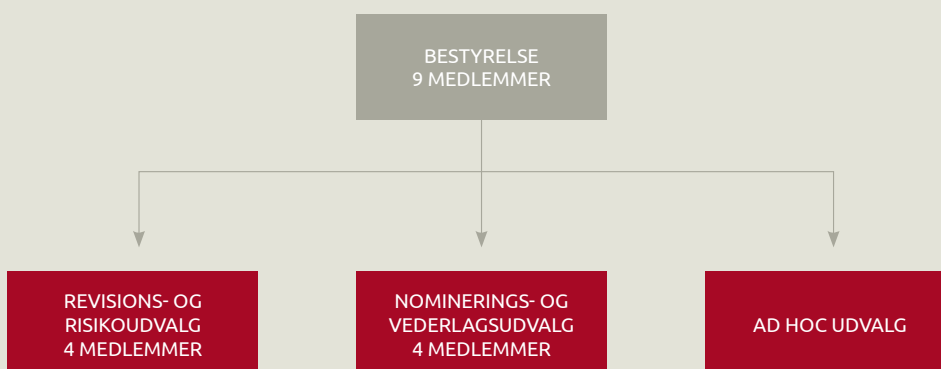 BESTYRELSE
9 MEDLEMMER
REVISIONS- OG
RISIKOUDVALG
4 MEDLEMMER
NOMINERINGS- OG
VEDERLAGSUDVALG
4 MEDLEMMER
AD HOC UDVALG